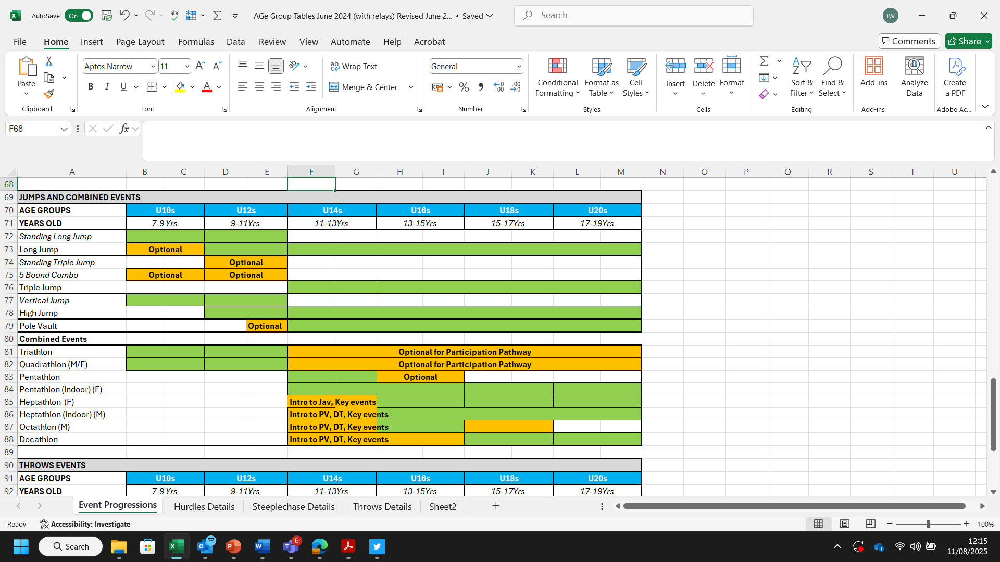 AutoSave On AGe Group Tables June 2024 (with relays) Revised June 2... • Saved Search JW
File Home Insert Page Layout Formulas Data Review View Automate Help Acrobat Comments Share
Paste Aptos Narrow 11 Wrap Text General Conditional Formatting Format as Table Cell Styles Insert Delete Format Sort & Filter Find & Select Add-ins Analyze Data Create a PDF
B I U A Merge & Center
Clipboard Font Alignment Number Styles Cells Editing Add-ins Adobe Ac...
F68 fx
A B C D E F G H I J K L M N O P Q R S T U
68
69 JUMPS AND COMBINED EVENTS
70 AGE GROUPS U10s U12s U14s U16s U18s U20s
71 YEARS OLD 7-9 Yrs 9-11Yrs 11-13Yrs 13-15Yrs 15-17Yrs 17-19Yrs
72 Standing Long Jump
73 Long Jump Optional
74 Standing Triple Jump Optional
75 5 Bound Combo Optional Optional
76 Triple Jump
77 Vertical Jump
78 High Jump
79 Pole Vault Optional
80 Combined Events
81 Triathlon Optional for Participation Pathway
82 Quadrathlon (M/F) Optional for Participation Pathway
83 Pentathlon Optional
84 Pentathlon (Indoor) (F)
85 Heptathlon (F) Intro to Jav, Key events
86 Heptathlon (Indoor) (M) Intro to PV, DT, Key events
87 Octathlon (M) Intro to PV, DT, Key events
88 Decathlon Intro to PV, DT, Key events
89
90 THROWS EVENTS
91 AGE GROUPS U10s U12s U14s U16s U18s U20s
92 YEARS OLD 7-9 Yrs 9-11Yrs 11-13Yrs 13-15Yrs 15-17Yrs 17-19Yrs
Event Progressions Hurdles Details Steeplechase Details Throws Details Sheet2
Ready Accessibility: Investigate 100%
Search 6 12:15
11/08/2025